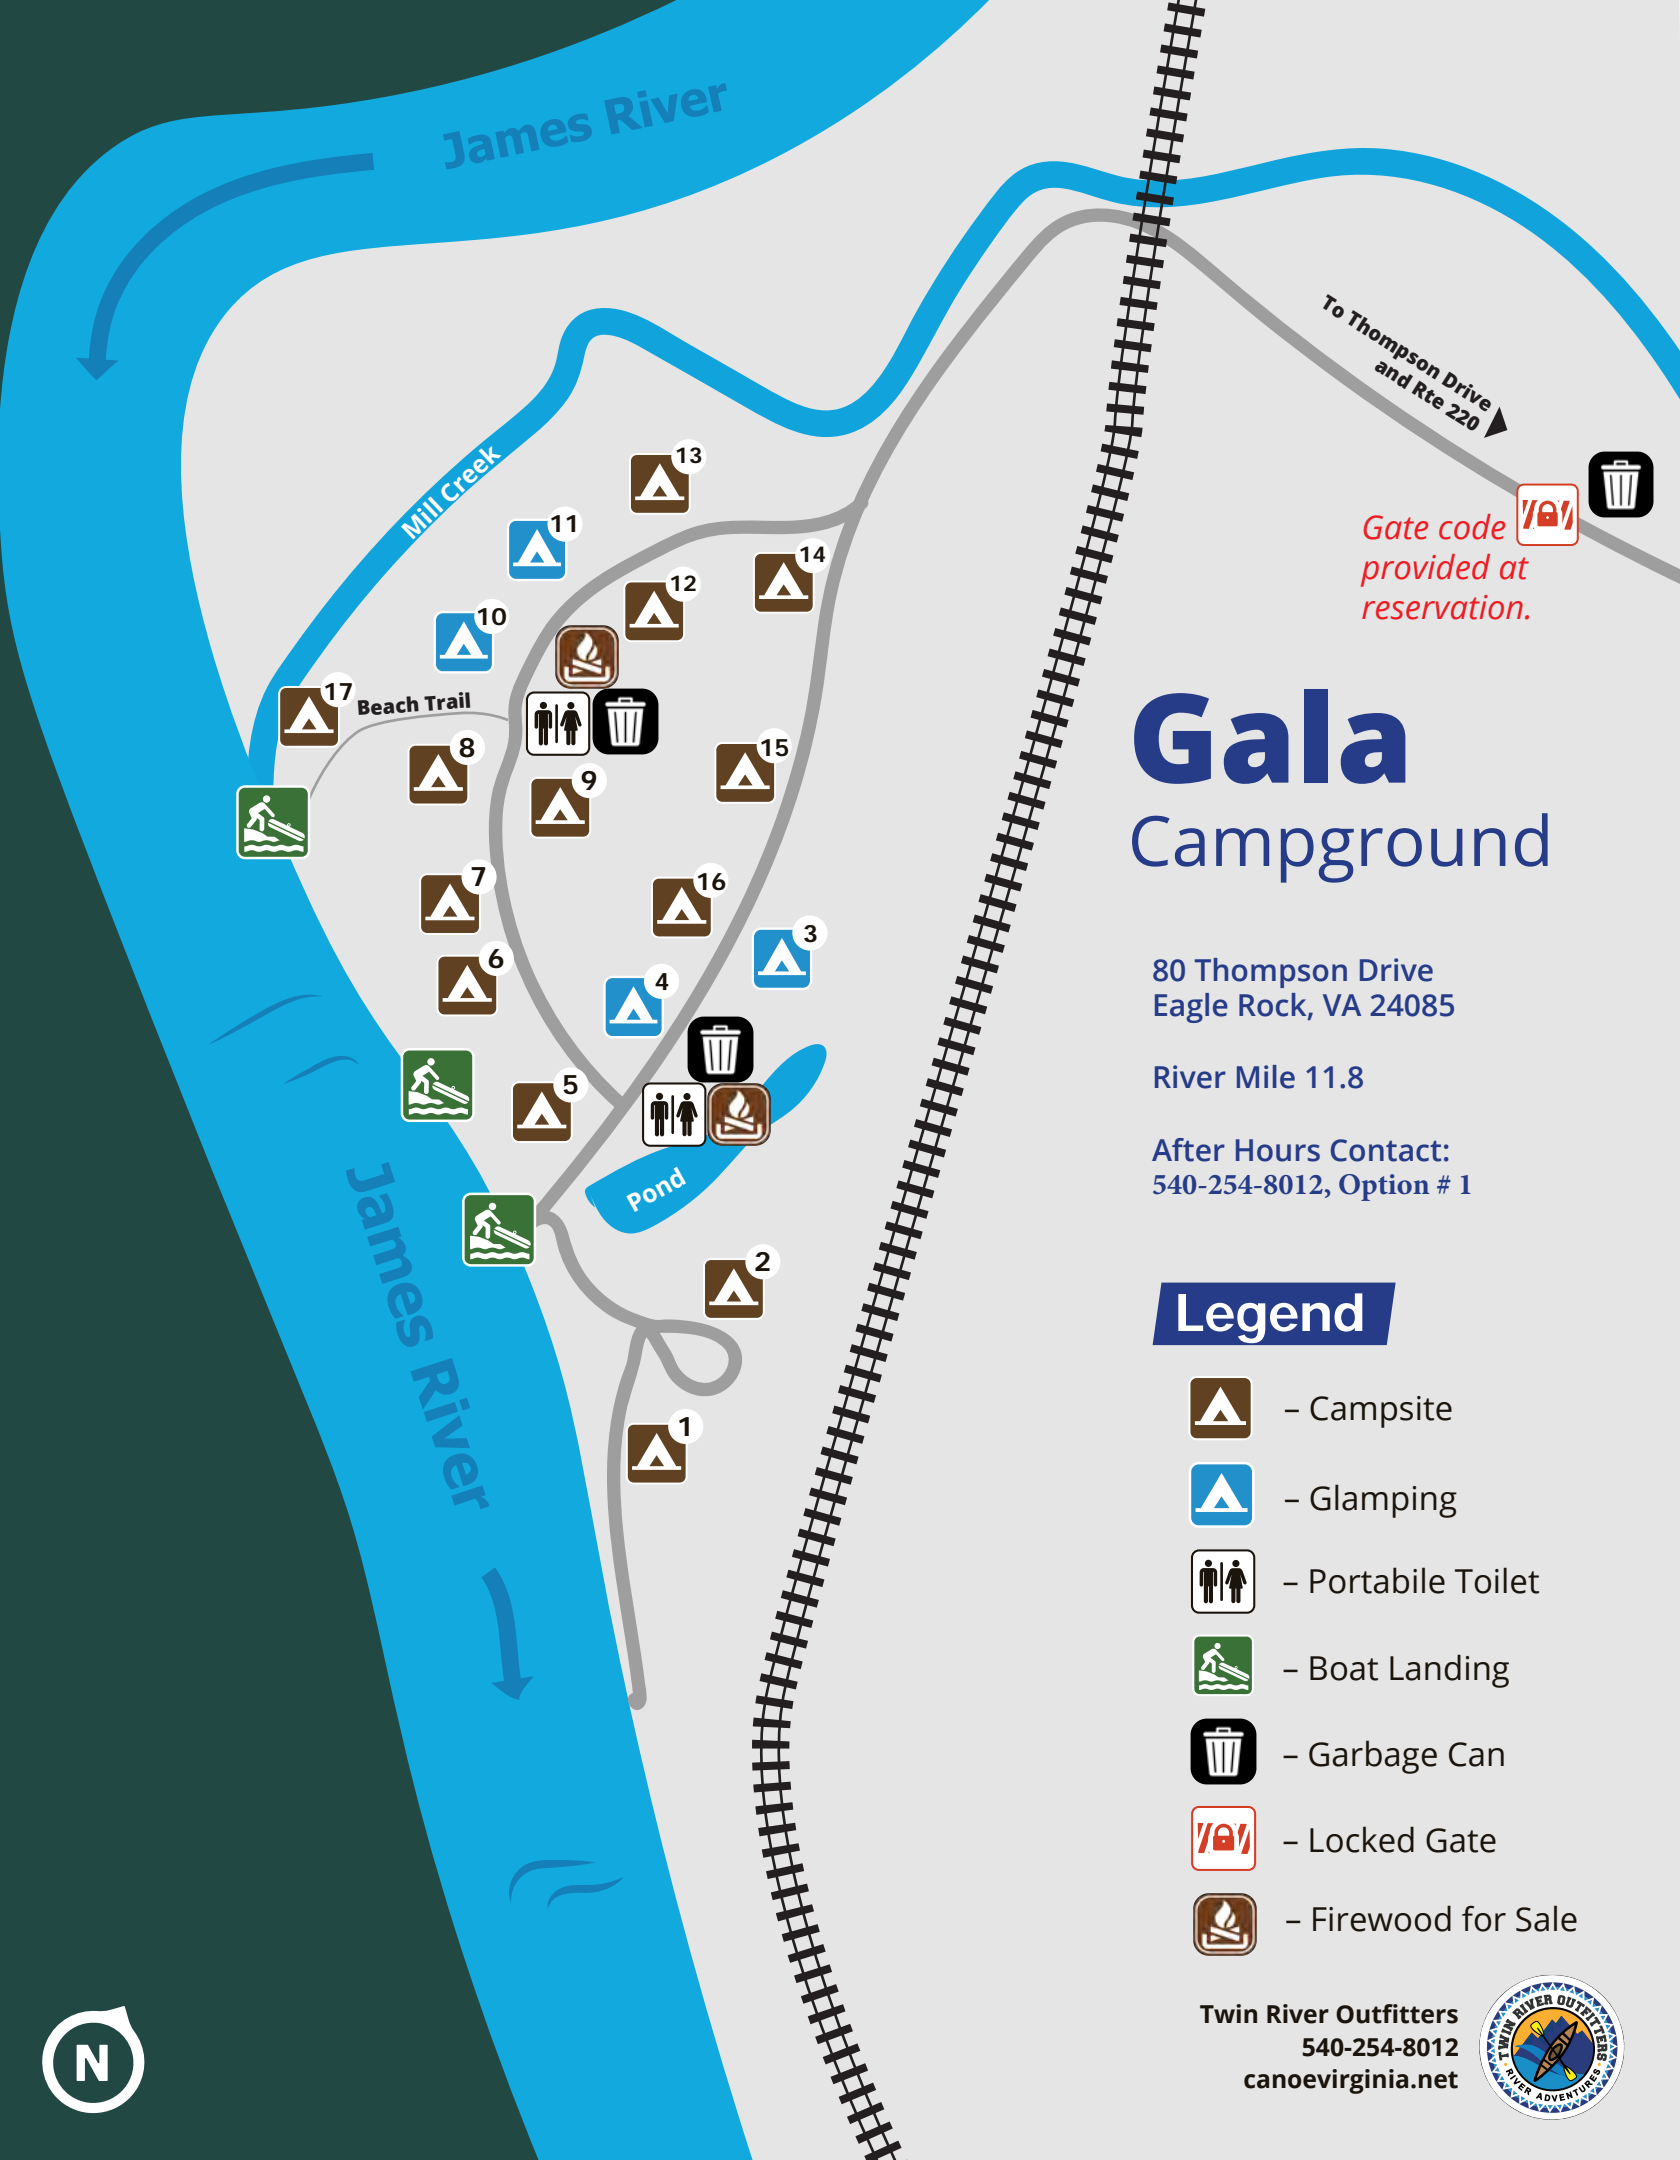 James River
To Thompson Drive
and Rte 220
Mill Creek
13
11
14
12
10
Gate code
provided at
reservation.
17
Beach Trail
8
15
9
7
16
6
3
4
5
Pond
James River
2
1
Gala
Campground
80 Thompson Drive
Eagle Rock, VA 24085
River Mile 11.8
After Hours Contact:
540-254-8012, Option # 1
Legend
– Campsite
– Glamping
– Portabile Toilet
– Boat Landing
– Garbage Can
– Locked Gate
– Firewood for Sale
Twin River Outfitters
540-254-8012
canoevirginia.net
TWIN RIVER OUTFITTERS
RIVER ADVENTURES
N